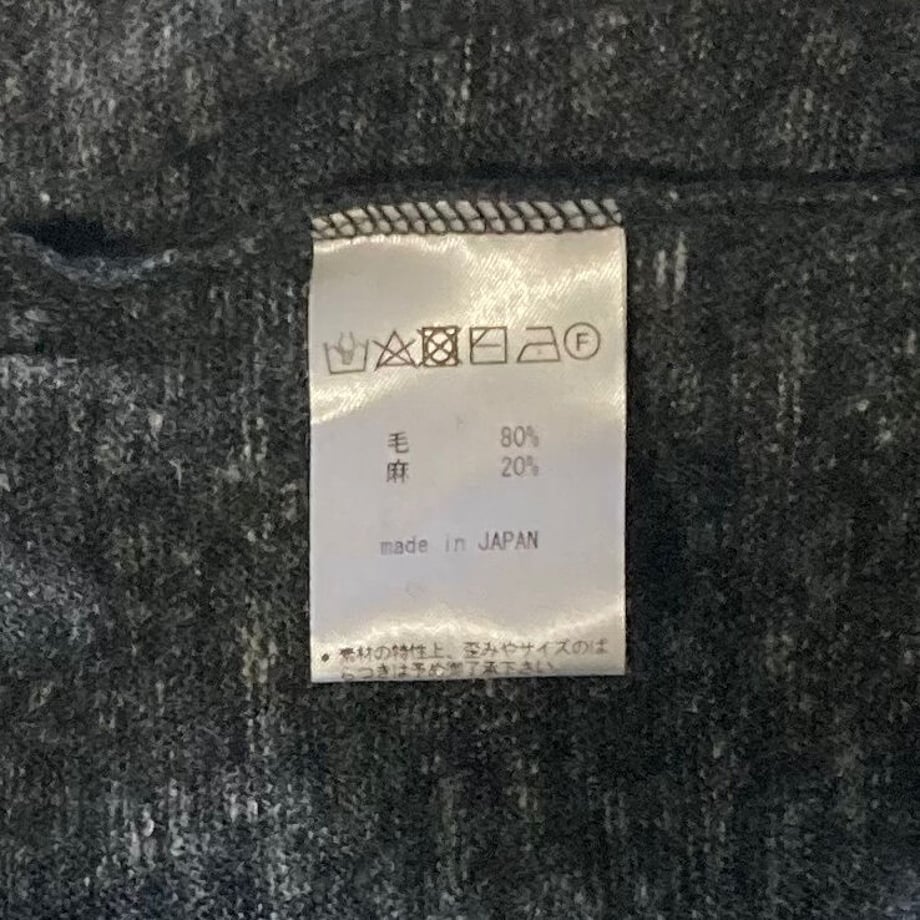 F
毛 80%
麻 20%
made in JAPAN
• 素材の特性上、歪みやサイズのば
らつきは予めご了承下さい